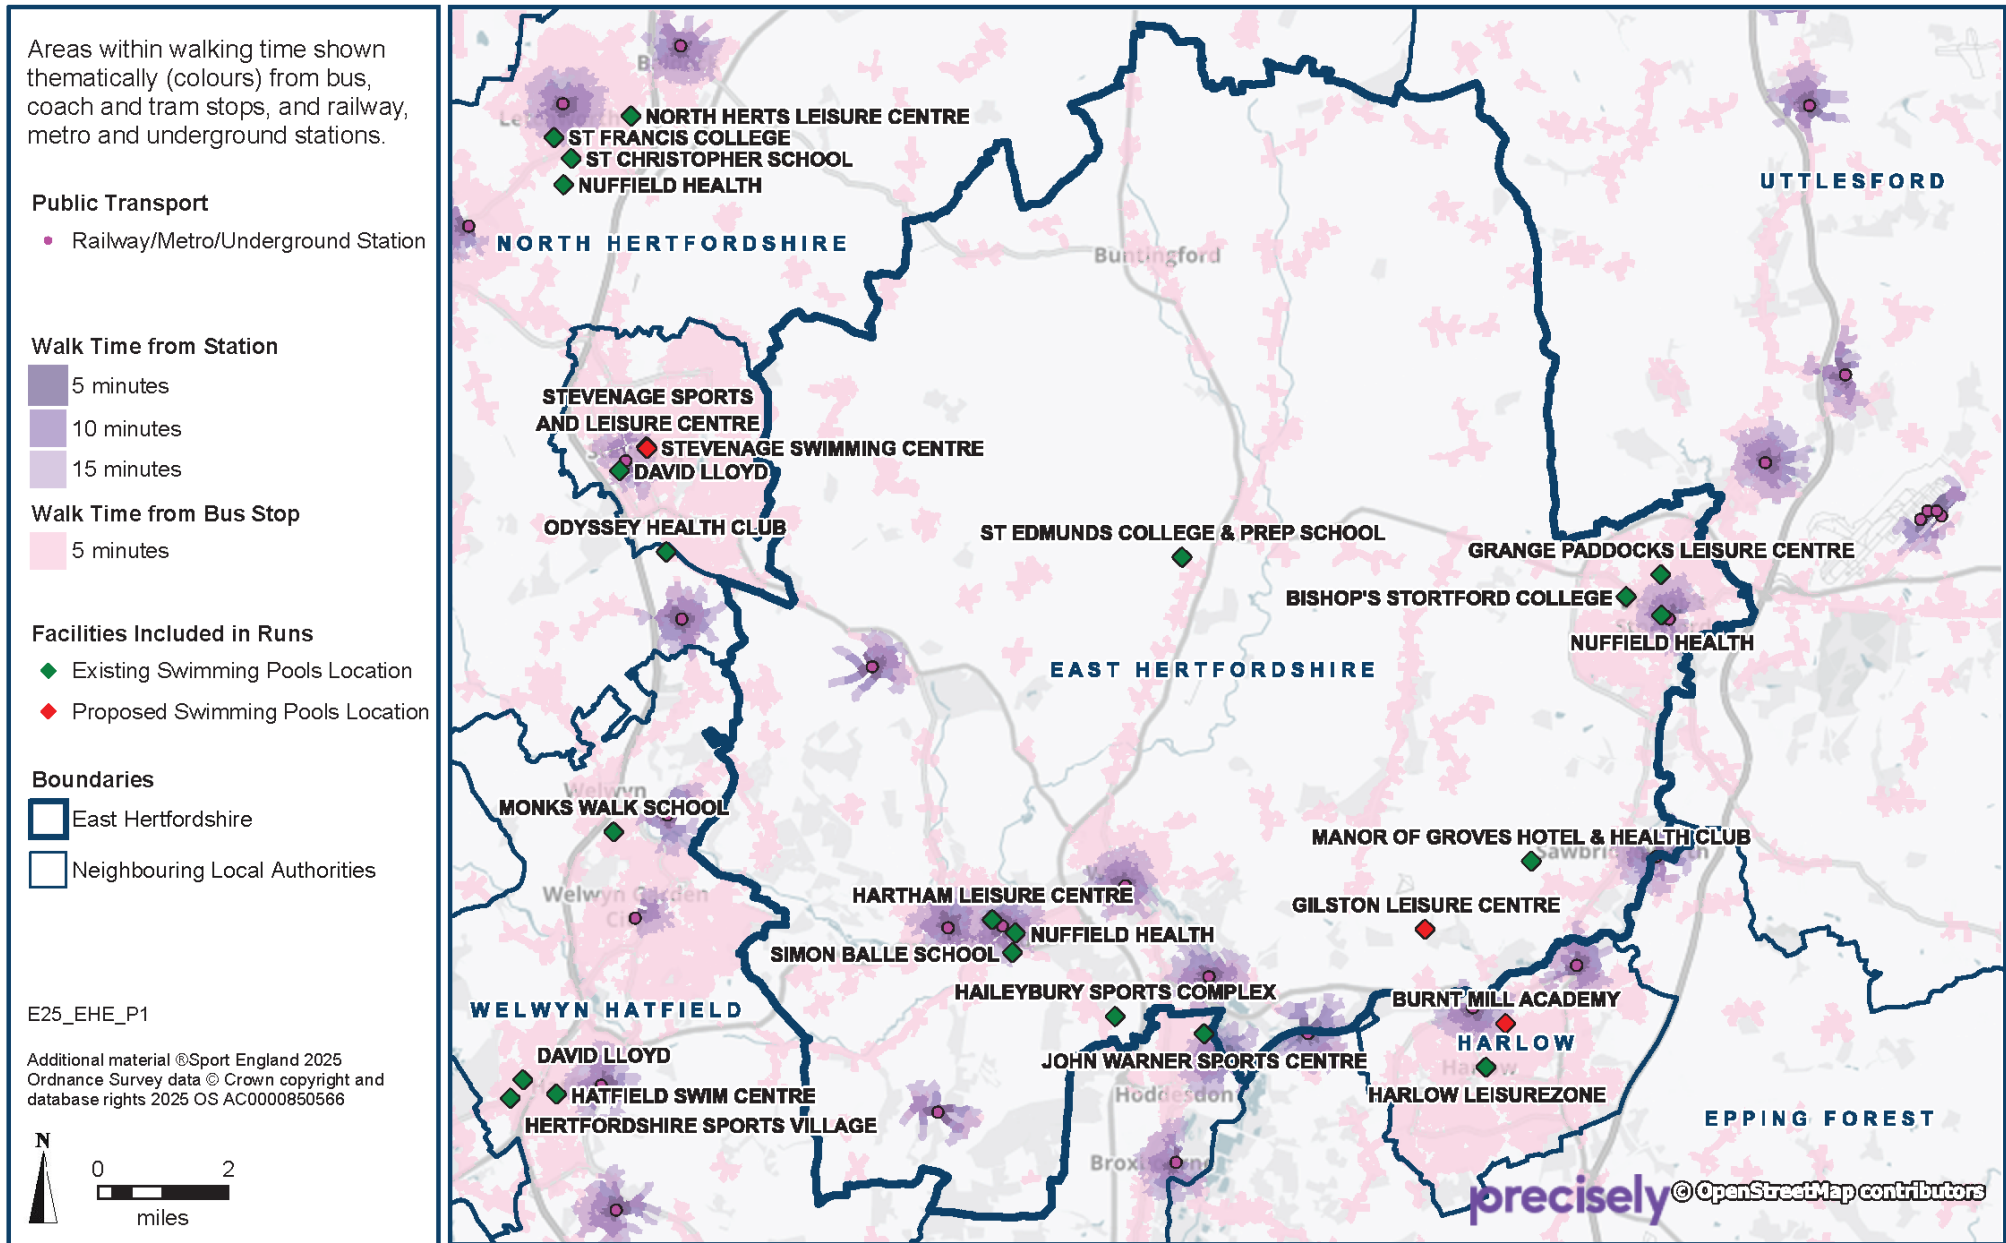 Areas within walking time shown
thematically (colours) from bus,
coach and tram stops, and railway,
metro and underground stations.
Public Transport
Railway/Metro/Underground Station
Walk Time from Station
5 minutes
10 minutes
15 minutes
Walk Time from Bus Stop
5 minutes
Facilities Included in Runs
Existing Swimming Pools Location
Proposed Swimming Pools Location
Boundaries
East Hertfordshire
Neighbouring Local Authorities
E25_EHE_P1
Additional material ®Sport England 2025
Ordnance Survey data © Crown copyright and
database rights 2025 OS AC0000850566
N
0 2
miles
NORTH HERTS LEISURE CENTRE
ST FRANCIS COLLEGE
ST CHRISTOPHER SCHOOL
NUFFIELD HEALTH
UTTLESFORD
NORTH HERTFORDSHIRE
Buntingford
STEVENAGE SPORTS
AND LEISURE CENTRE
STEVENAGE SWIMMING CENTRE
DAVID LLOYD
ODYSSEY HEALTH CLUB
ST EDMUNDS COLLEGE & PREP SCHOOL
GRANGE PADDOCKS LEISURE CENTRE
BISHOP'S STORTFORD COLLEGE
NUFFIELD HEALTH
EAST HERTFORDSHIRE
Welwyn
MONKS WALK SCHOOL
MANOR OF GROVES HOTEL & HEALTH CLUB
Welwyn Garden
HARTHAM LEISURE CENTRE
GILSTON LEISURE CENTRE
NUFFIELD HEALTH
SIMON BALLE SCHOOL
HAILEYBURY SPORTS COMPLEX
BURNT MILL ACADEMY
WELWYN HATFIELD
HARLOW
DAVID LLOYD
JOHN WARNER SPORTS CENTRE
Harlow
HATFIELD SWIM CENTRE
Hoddesdon
HARLOW LEISUREZONE
HERTFORDSHIRE SPORTS VILLAGE
EPPING FOREST
precisely
© OpenStreetMap contributors